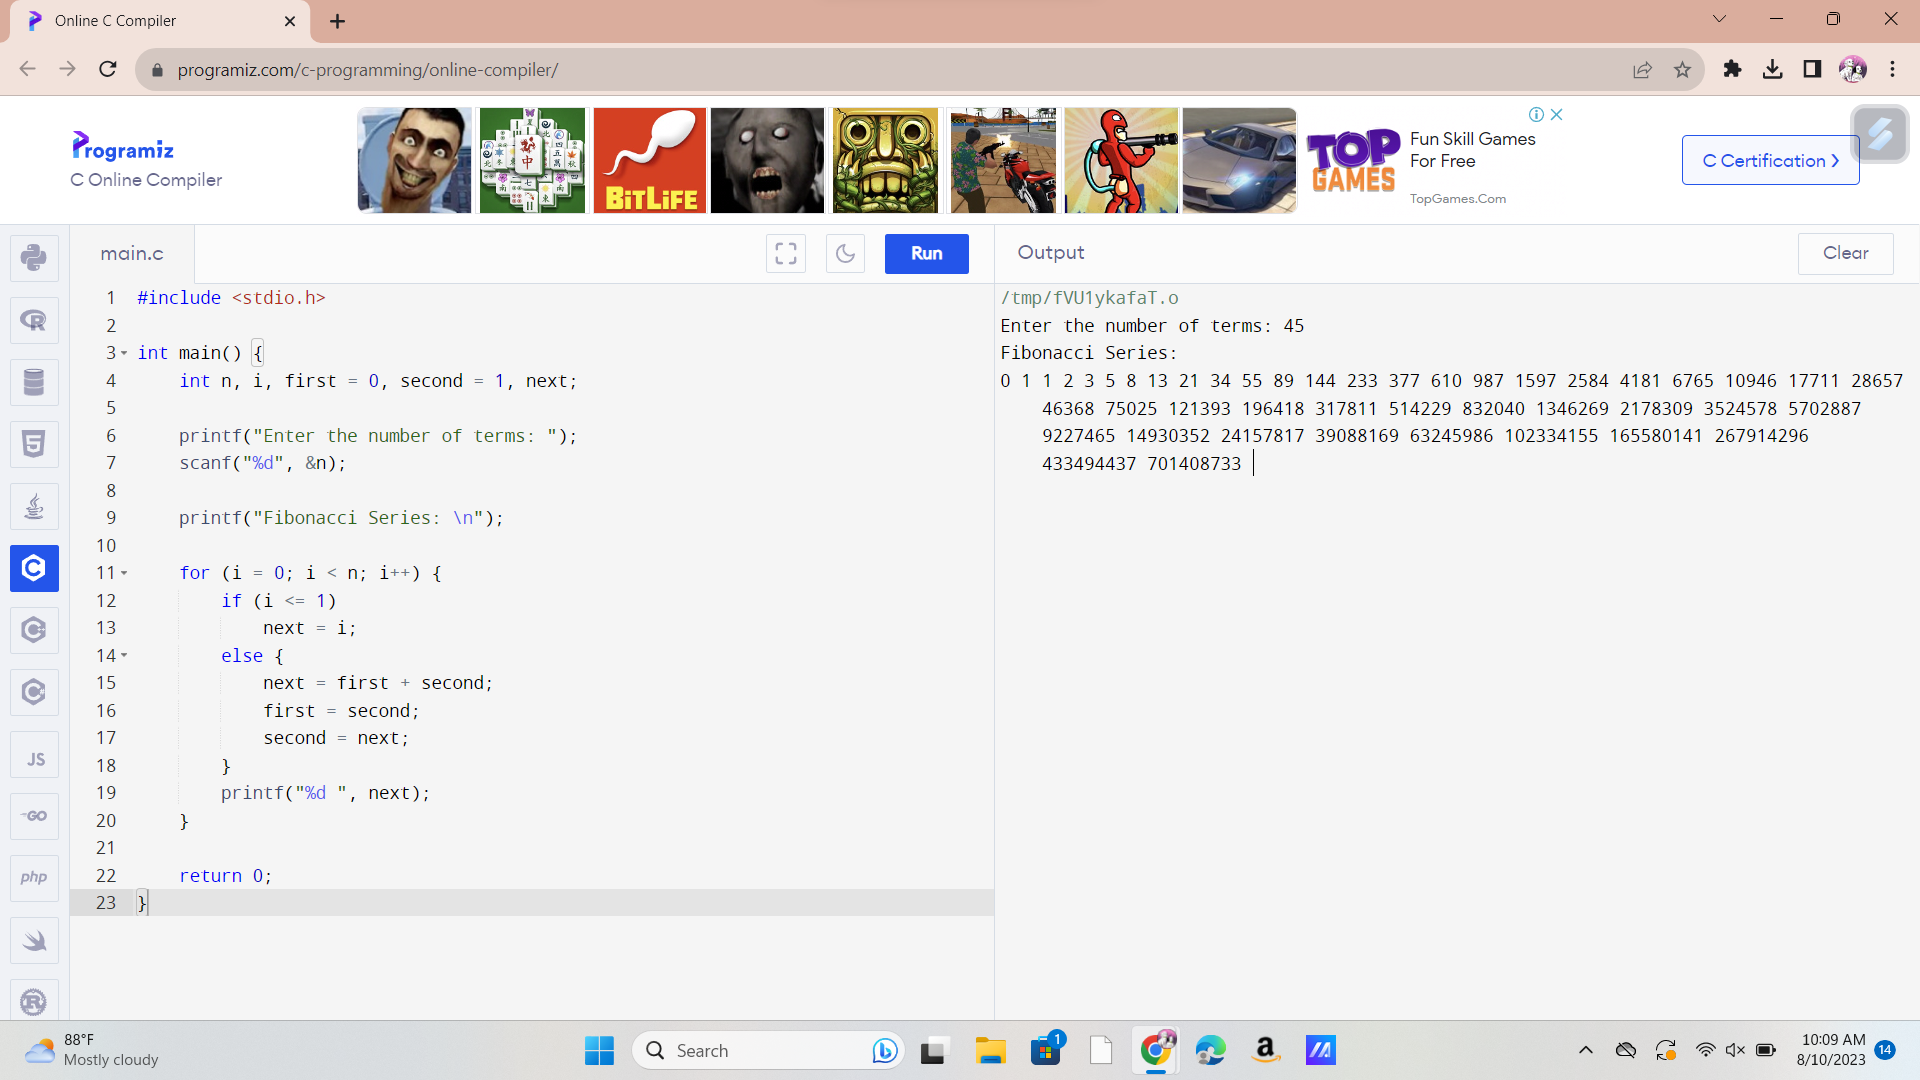 Online C Compiler
programiz.com/c-programming/online-compiler/
Programiz
C Online Compiler
中
BITLIFE
TOP GAMES
Fun Skill Games
For Free
TopGames.Com
C Certification
main.c
Run
Output
Clear
1 #include <stdio.h>
2
3 int main() {
4 int n, i, first = 0, second = 1, next;
5
6 printf("Enter the number of terms: ");
7 scanf("%d", &n);
8
9 printf("Fibonacci Series: \n");
10
11 for (i = 0; i < n; i++) {
12 if (i <= 1)
13 next = i;
14 else {
15 next = first + second;
16 first = second;
17 second = next;
18 }
19 printf("%d ", next);
20 }
21
22 return 0;
23 }
/tmp/fVU1ykafaT.o
Enter the number of terms: 45
Fibonacci Series:
0 1 1 2 3 5 8 13 21 34 55 89 144 233 377 610 987 1597 2584 4181 6765 10946 17711 28657
46368 75025 121393 196418 317811 514229 832040 1346269 2178309 3524578 5702887
9227465 14930352 24157817 39088169 63245986 102334155 165580141 267914296
433494437 701408733
R
5
C
JS
GO
php
88°F
Mostly cloudy
Search
1
a
10:09 AM
8/10/2023
14